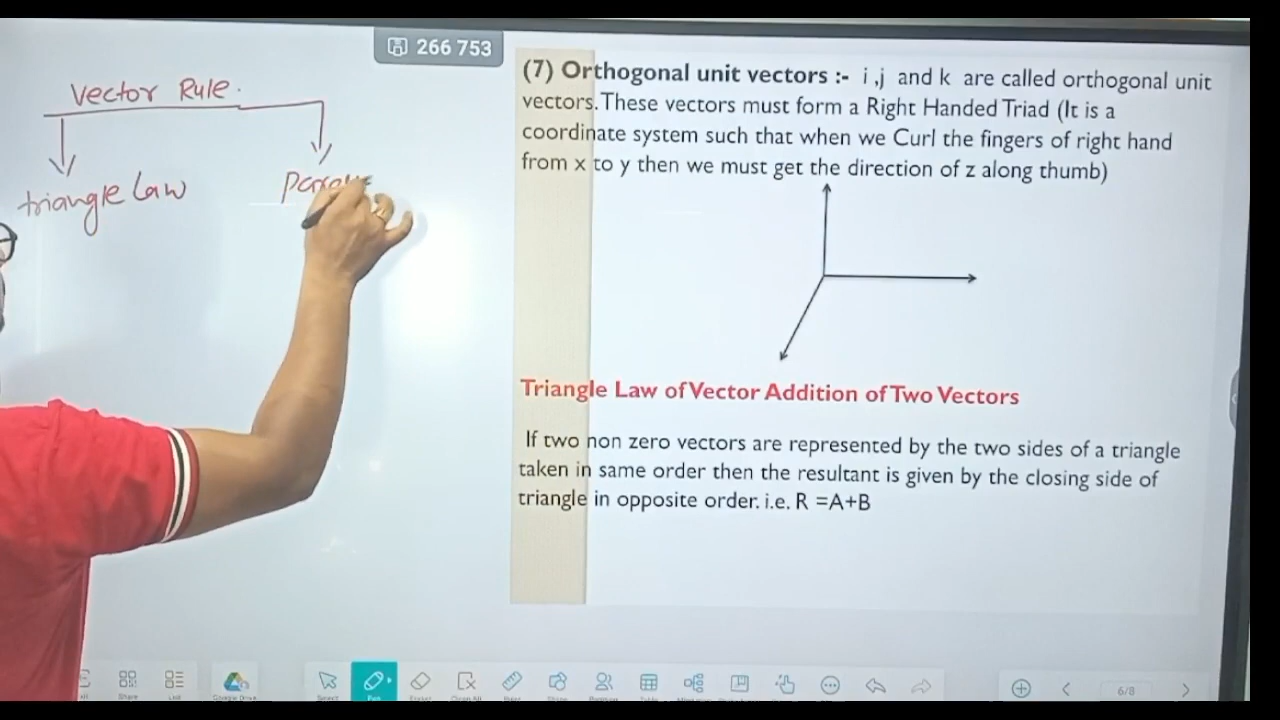 266 753
Vector Rule.
triangle Law
(7) Orthogonal unit vectors :- i ,j and k are called orthogonal unit
vectors. These vectors must form a Right Handed Triad (It is a
coordinate system such that when we Curl the fingers of right hand
from x to y then we must get the direction of z along thumb)
Triangle Law of Vector Addition of Two Vectors
If two non zero vectors are represented by the two sides of a triangle
taken in same order then the resultant is given by the closing side of
triangle in opposite order. i.e. R =A+B
Share
Select
Pen
6/8